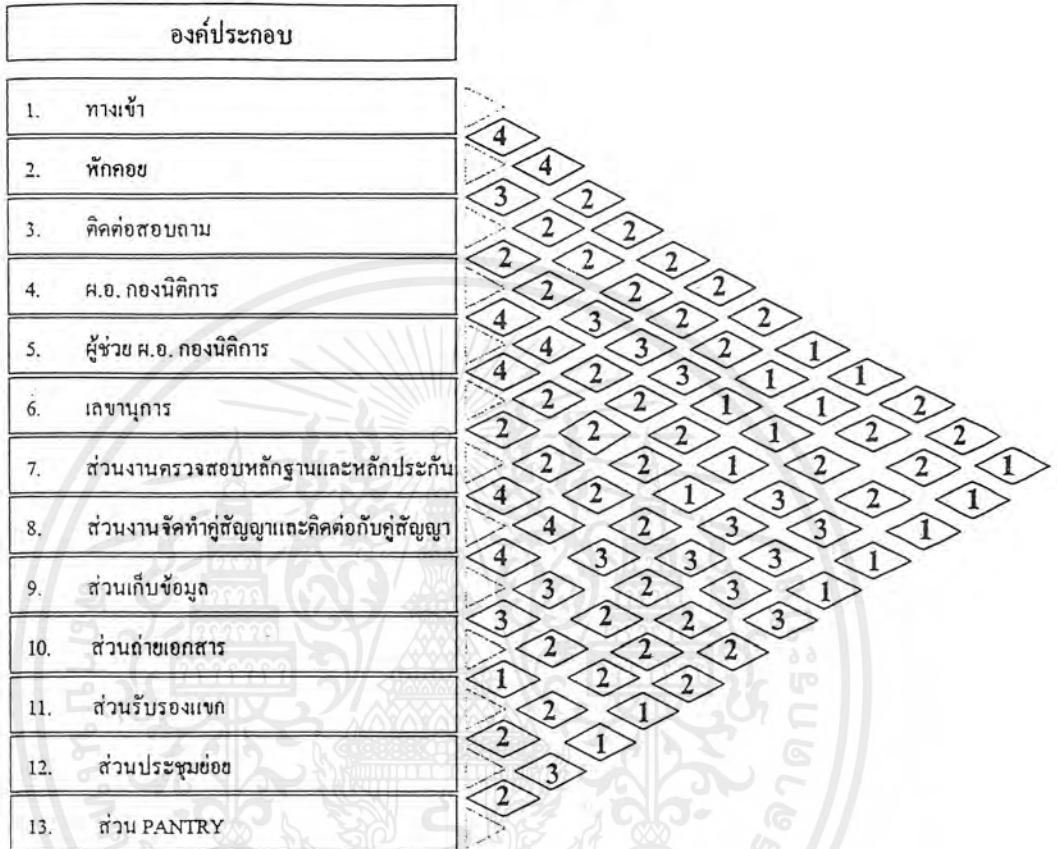 องค์ประกอบ
1. ทางเข้า
4
2. พักคอย 4
3 2
3. ติดต่อสอบถาม 2 2
2 2 2
4. ผ.อ. กองนิติการ 2 2 2
4 3 2 2
5. ผู้ช่วย ผ.อ. กองนิติการ 4 3 2 1
4 2 3 1 1
6. เลขานุการ 2 2 1 1 2
2 2 2 1 2 2
7. ส่วนงานตรวจสอบหลักฐานและหลักประกัน 2 2 1 2 2 1
4 2 1 3 2 1
8. ส่วนงานจัดทำคู่สัญญาและติดต่อกับคู่สัญญา 4 2 3 3 1
4 3 3 3 1
9. ส่วนเก็บข้อมูล 3 2 3 1
3 2 2 3
10. ส่วนถ่ายเอกสาร 2 2 2
1 2 2
11. ส่วนรับรองแขก 2 1
2 1
12. ส่วนประชุมย่อย 3
2
13. ส่วน PANTRY